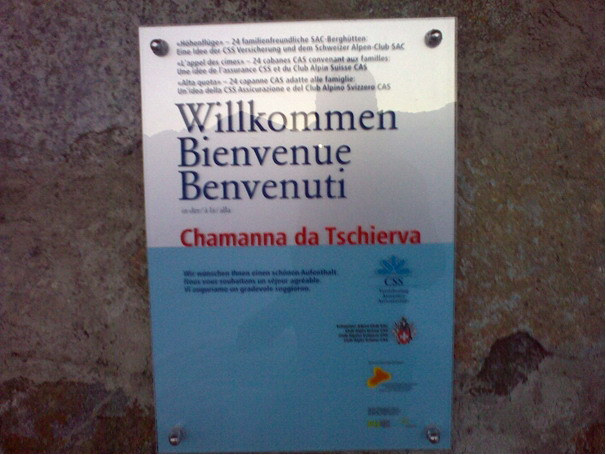 «Höhenflüge» – 24 familienfreundliche SAC-Berghütten:
Eine Idee der CSS Versicherung und dem Schweizer Alpen-Club SAC
«L'appel des cimes» – 24 cabanes CAS convenant aux familles:
Une idée de l'assurance CSS et du Club Alpin Suisse CAS
«Alta quota» – 24 capanne CAS adatte alle famiglie:
Un'idea della CSS Assicurazione e del Club Alpino Svizzero CAS
Willkommen
Bienvenue
Benvenuti
in der / à la / alla
Chamanna da Tschierva
Wir wünschen Ihnen einen schönen Aufenthalt.
Nous vous souhaitons un séjour agréable.
Vi auguriamo un gradevole soggiorno.
CSS